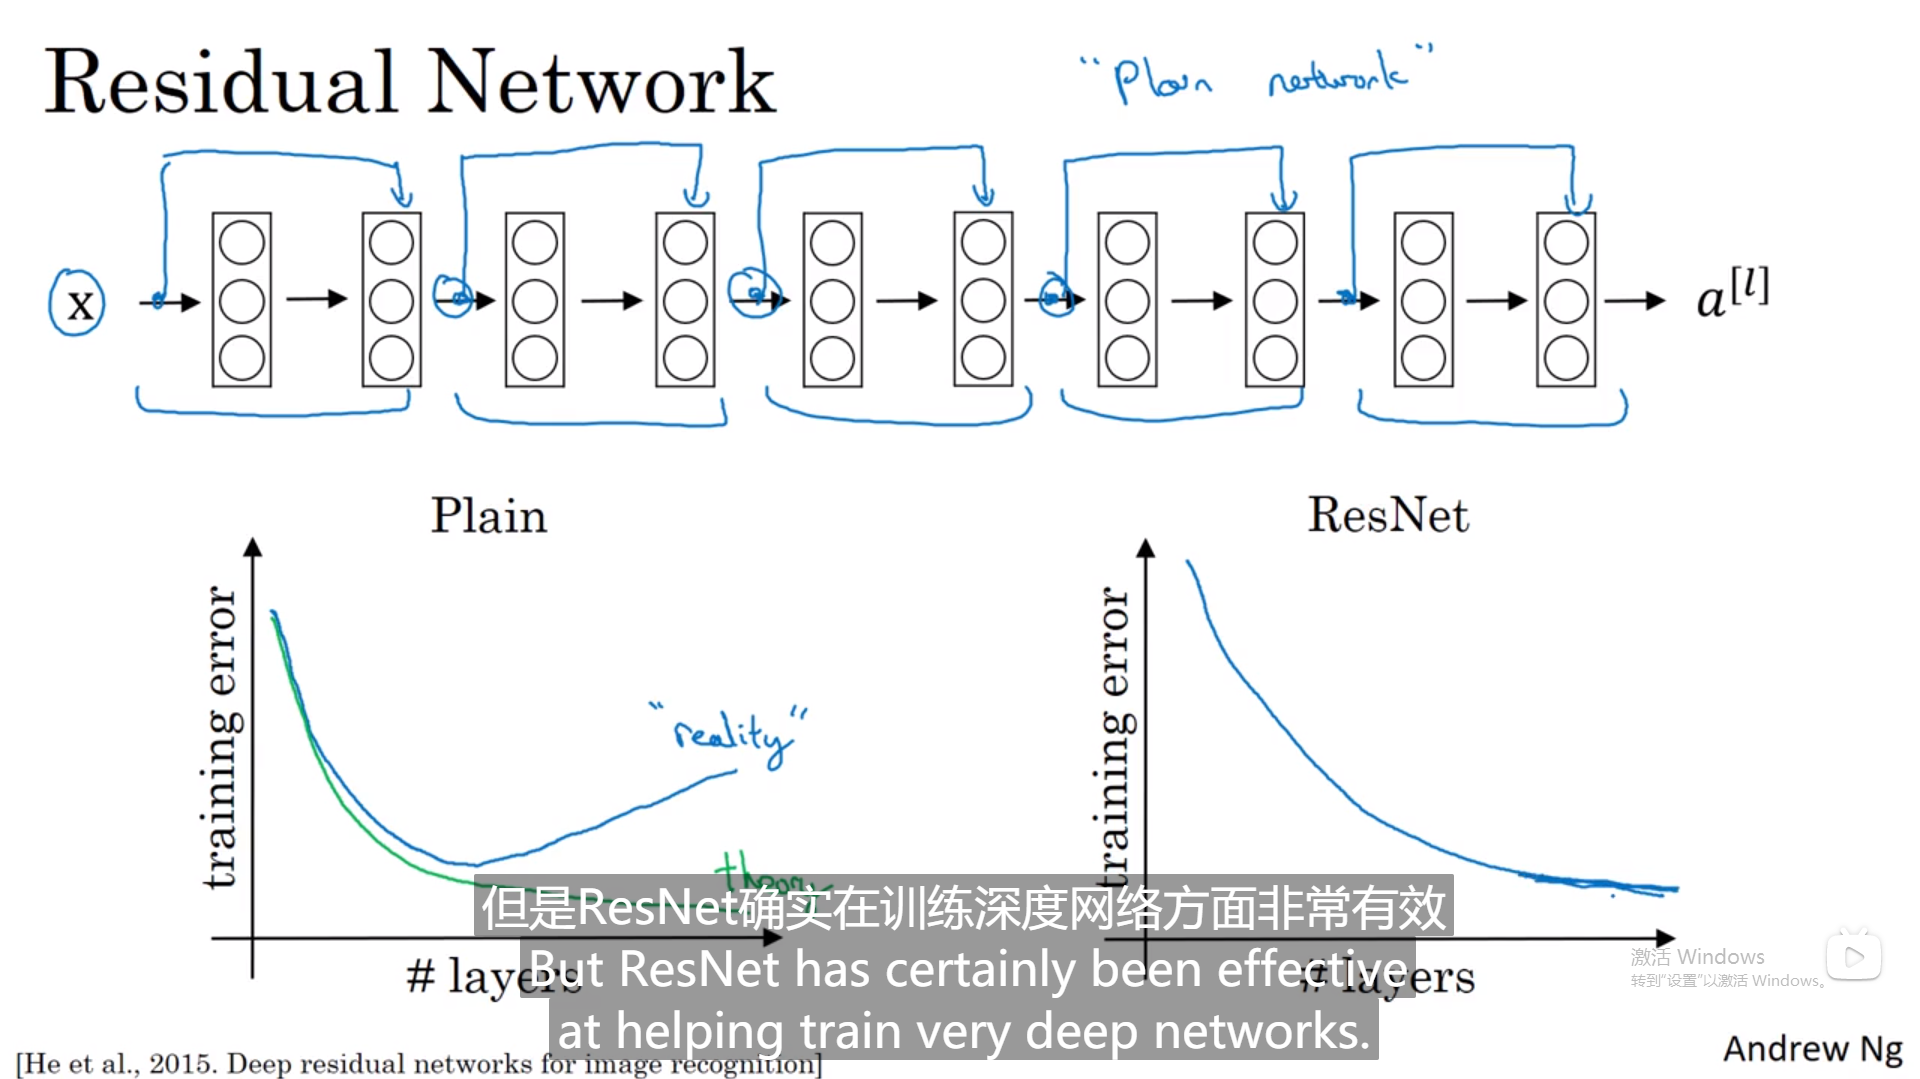 Residual Network
"Plain network"
x
a[l]
Plain
ResNet
training error
"reality"
theory
# layers
training error
# layers
但是ResNet确实在训练深度网络方面非常有效
But ResNet has certainly been effective
at helping train very deep networks.
激活 Windows
转到“设置”以激活 Windows。
Andrew Ng
[He et al., 2015. Deep residual networks for image recognition]